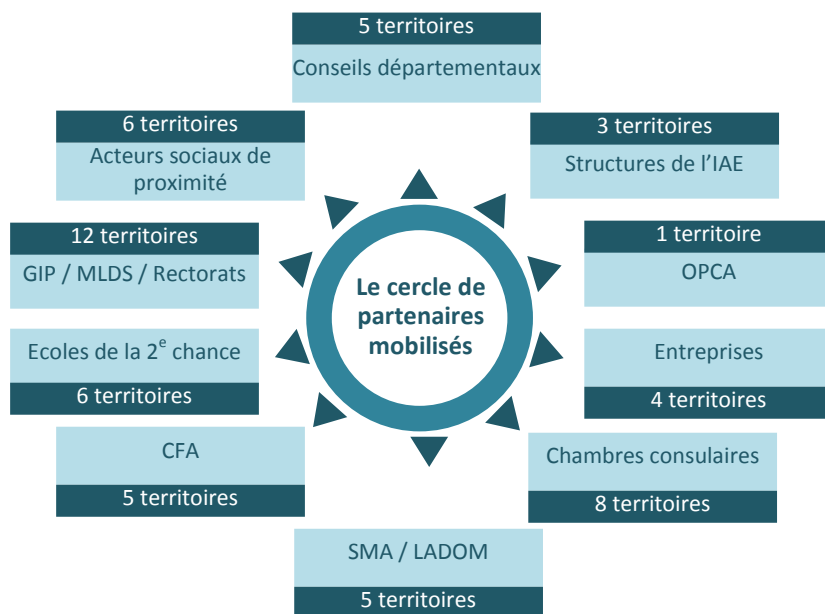 5 territoires
Conseils départementaux
6 territoires
Acteurs sociaux de
proximité
3 territoires
Structures de l'IAE
12 territoires
GIP / MLDS / Rectorats
1 territoire
OPCA
Le cercle de
partenaires
mobilisés
Ecoles de la 2e chance
6 territoires
Entreprises
4 territoires
CFA
5 territoires
Chambres consulaires
8 territoires
SMA / LADOM
5 territoires